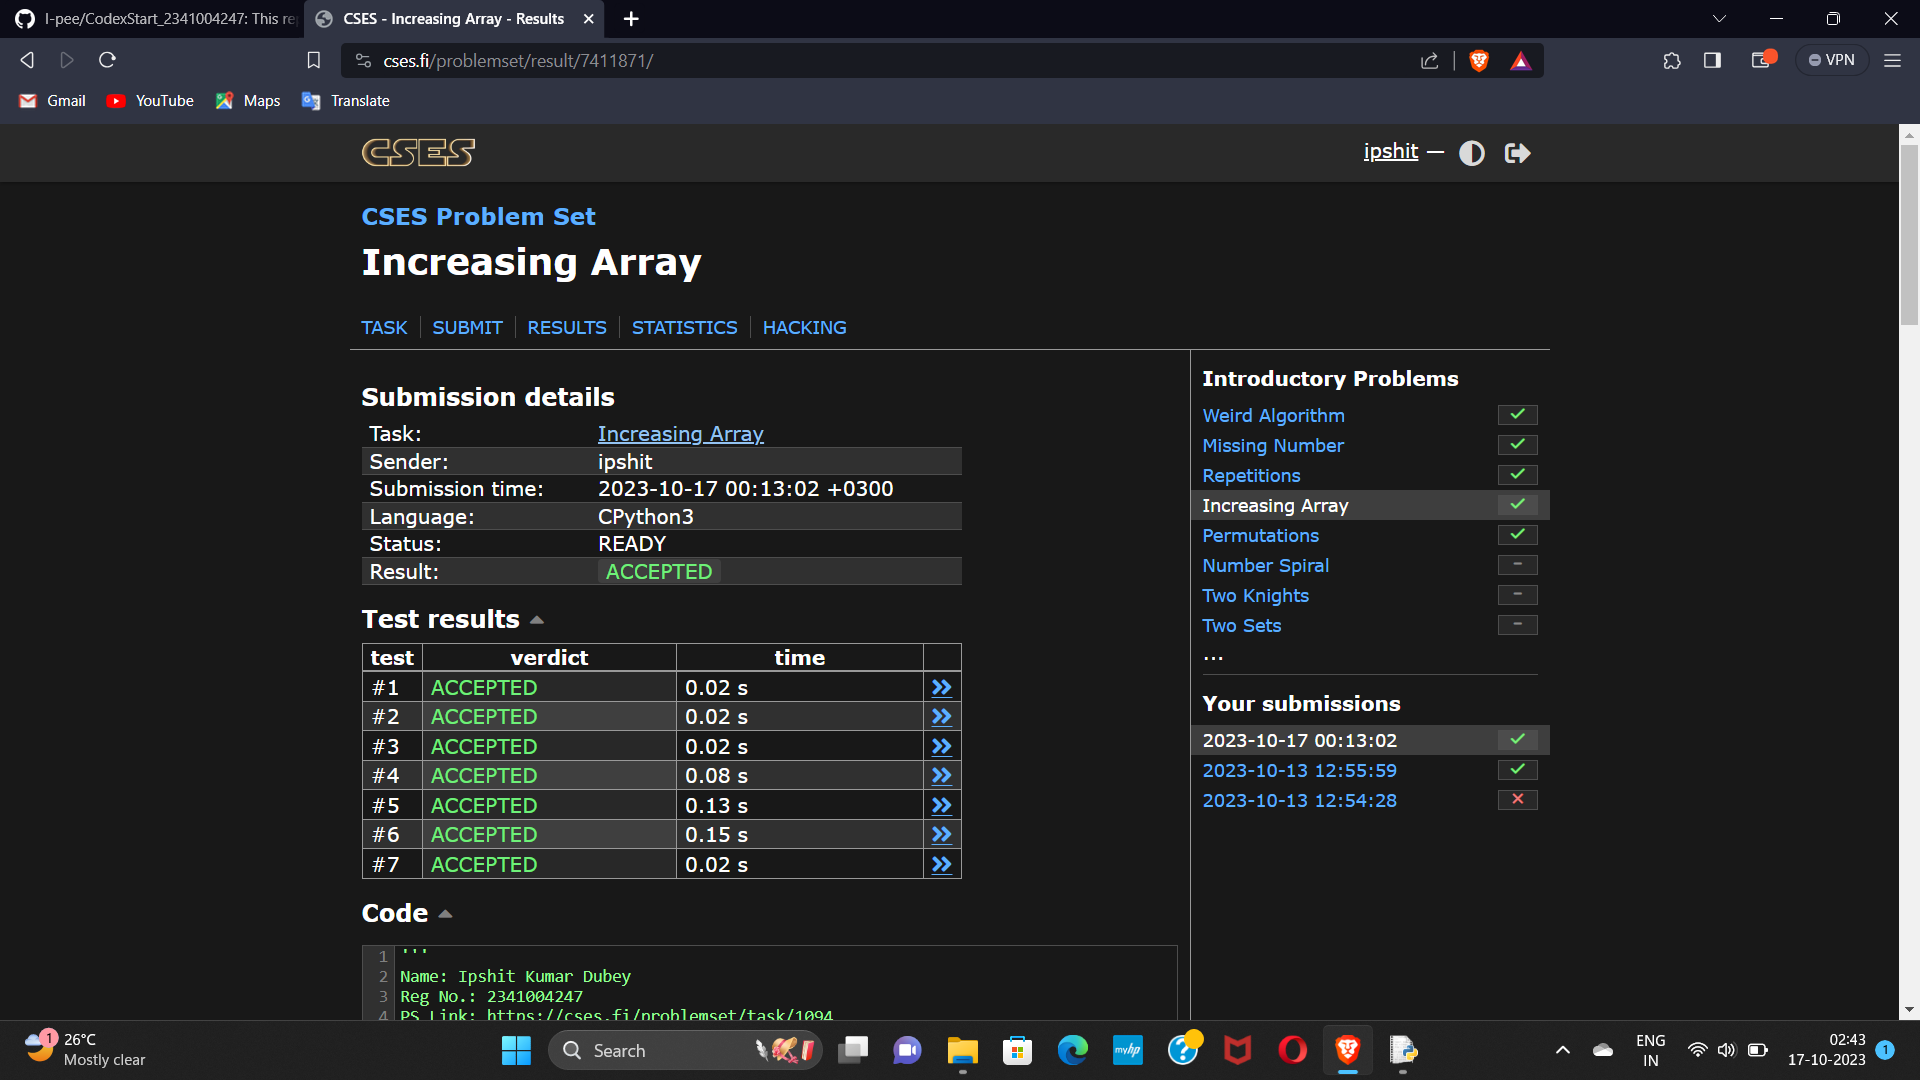 I-pee/CodexStart_2341004247: This re
CSES - Increasing Array - Results
cses.fi/problemset/result/7411871/
VPN
Gmail
YouTube
Maps
Translate
CSES
ipshit —
CSES Problem Set
Increasing Array
TASK
SUBMIT
RESULTS
STATISTICS
HACKING
Submission details
Task: Increasing Array
Sender: ipshit
Submission time: 2023-10-17 00:13:02 +0300
Language: CPython3
Status: READY
Result: ACCEPTED
Test results
test verdict time
#1 ACCEPTED 0.02 s
#2 ACCEPTED 0.02 s
#3 ACCEPTED 0.02 s
#4 ACCEPTED 0.08 s
#5 ACCEPTED 0.13 s
#6 ACCEPTED 0.15 s
#7 ACCEPTED 0.02 s
Code
1 '''
2 Name: Ipshit Kumar Dubey
3 Reg No.: 2341004247
4 PS Link: https://cses.fi/problemset/task/1094
Introductory Problems
Weird Algorithm
Missing Number
Repetitions
Increasing Array
Permutations
Number Spiral
Two Knights
Two Sets
...
Your submissions
2023-10-17 00:13:02
2023-10-13 12:55:59
2023-10-13 12:54:28
1
26°C
Mostly clear
Search
myhp
ENG
IN
02:43
17-10-2023
1